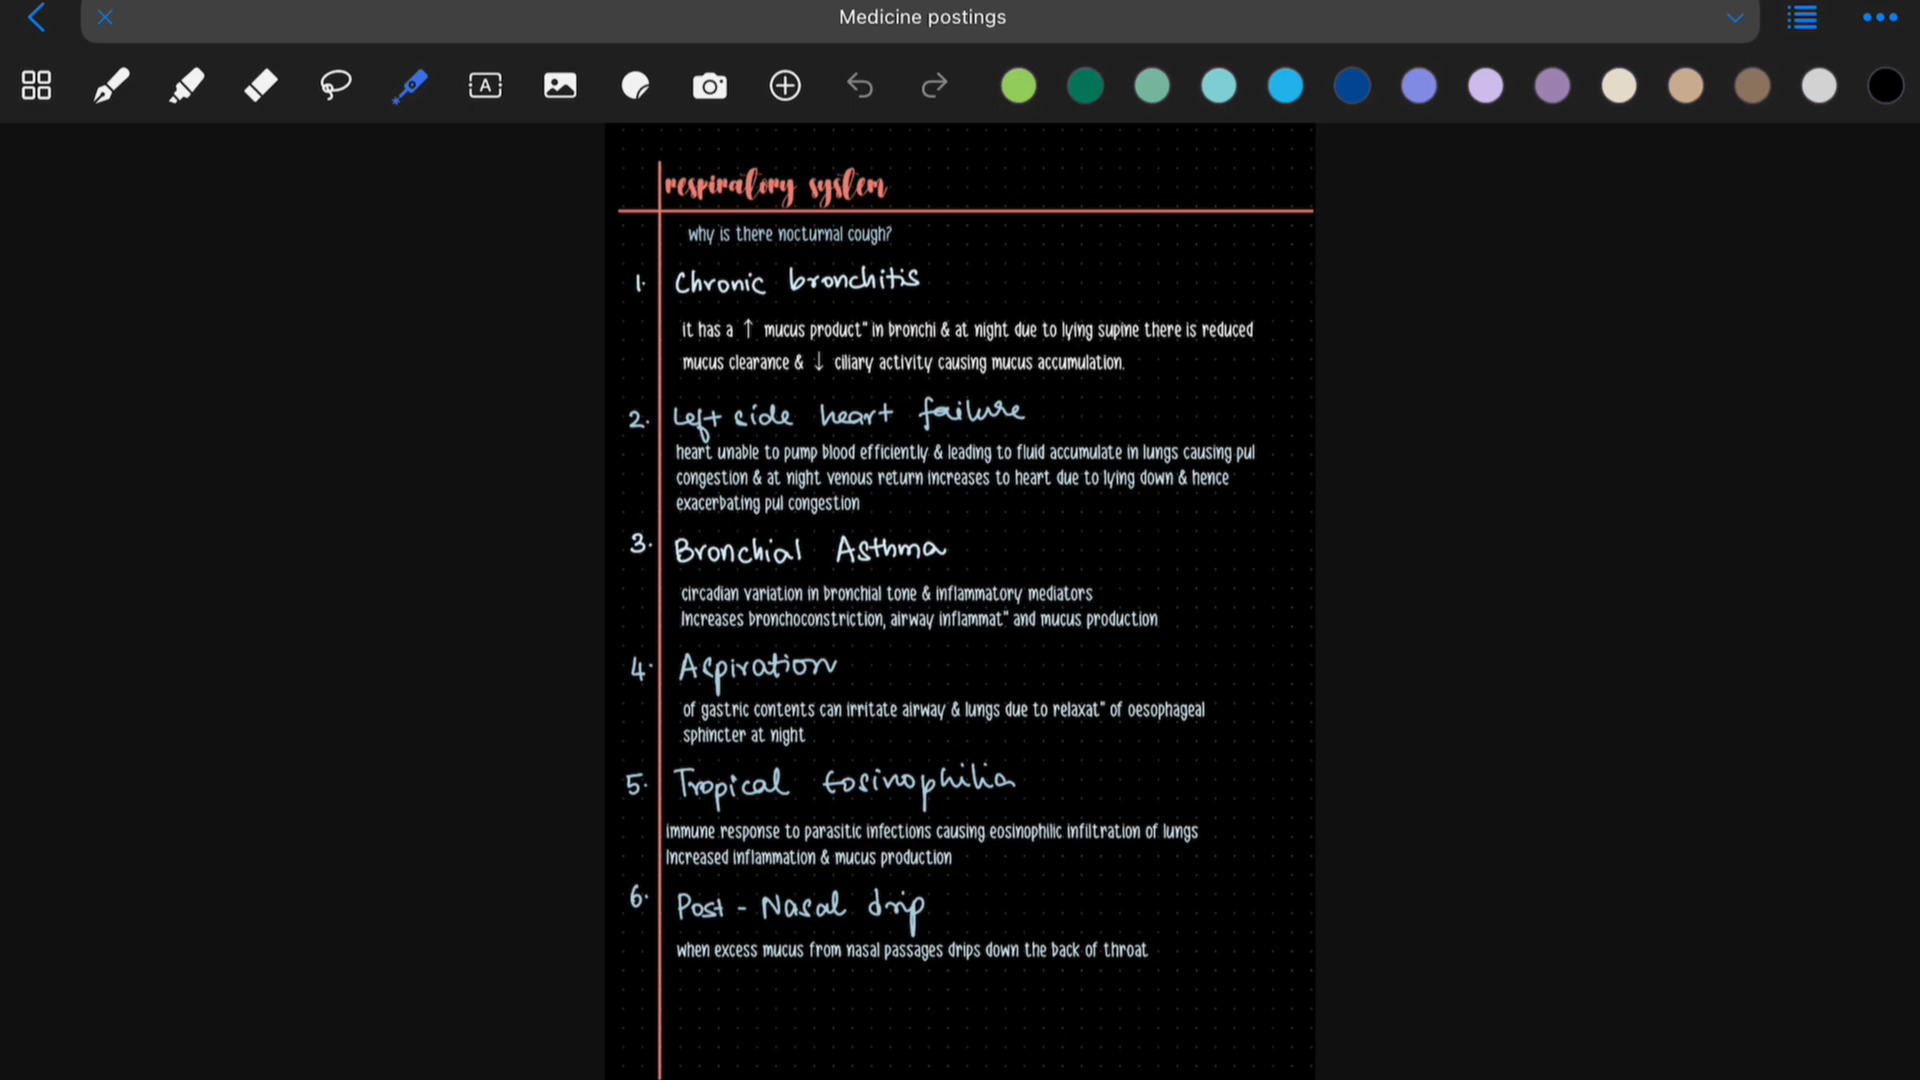 Medicine postings
A
respiratory system
why is there nocturnal cough?
1. Chronic bronchitis
it has a ↑ mucus product" in bronchi & at night due to lying supine there is reduced
mucus clearance & ↓ ciliary activity causing mucus accumulation.
2. Left side heart failure
heart unable to pump blood efficiently & leading to fluid accumulate in lungs causing pul
congestion & at night venous return increases to heart due to lying down & hence
exacerbating pul congestion
3. Bronchial Asthma
circadian variation in bronchial tone & inflammatory mediators
Increases bronchoconstriction, airway inflammat" and mucus production
4. Aspiration
of gastric contents can irritate airway & lungs due to relaxat" of oesophageal
sphincter at night
5. Tropical Eosinophilia
immune response to parasitic infections causing eosinophilic infiltration of lungs
Increased inflammation & mucus production
6. Post - Nasal drip
when excess mucus from nasal passages drips down the back of throat